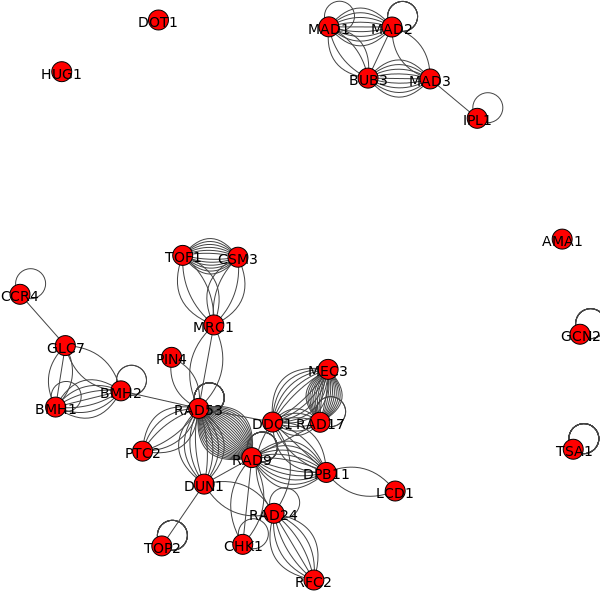 DOT1
MAD1
MAD2
HUG1
BUB3
MAD3
IPL1
AMA1
TOF1
CSM3
CCR4
MRC1
GCN2
GLC7
PIN4
MEC3
BMH2
BMH1
RAD53
DDC1
RAD17
PTC2
RAD9
TSA1
DPB11
DUN1
LCD1
RAD24
TOP2
CHK1
RFC2